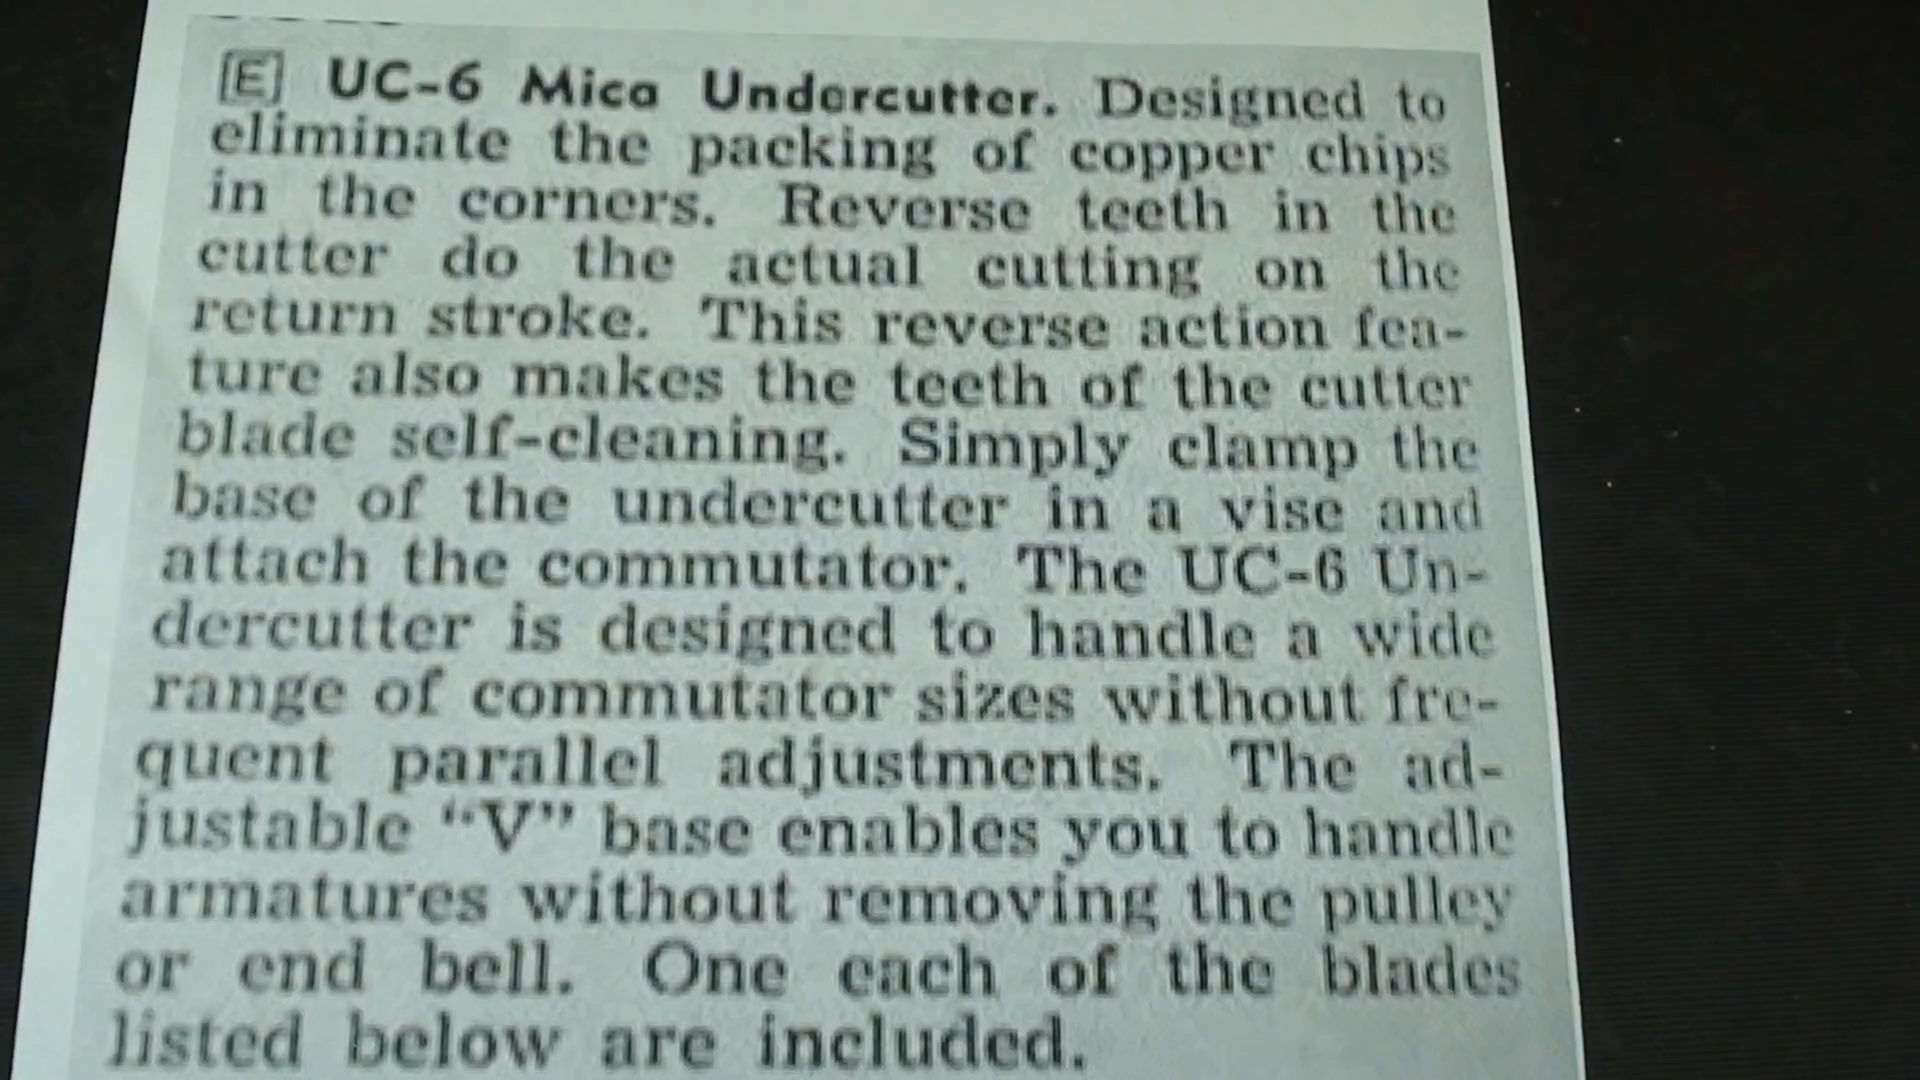 [E] UC-6 Mica Undercutter. Designed to
eliminate the packing of copper chips
in the corners. Reverse teeth in the
cutter do the actual cutting on the
return stroke. This reverse action fea-
ture also makes the teeth of the cutter
blade self-cleaning. Simply clamp the
base of the undercutter in a vise and
attach the commutator. The UC-6 Un-
dercutter is designed to handle a wide
range of commutator sizes without fre-
quent parallel adjustments. The ad-
justable “V” base enables you to handle
armatures without removing the pulley
or end bell. One each of the blades
listed below are included.